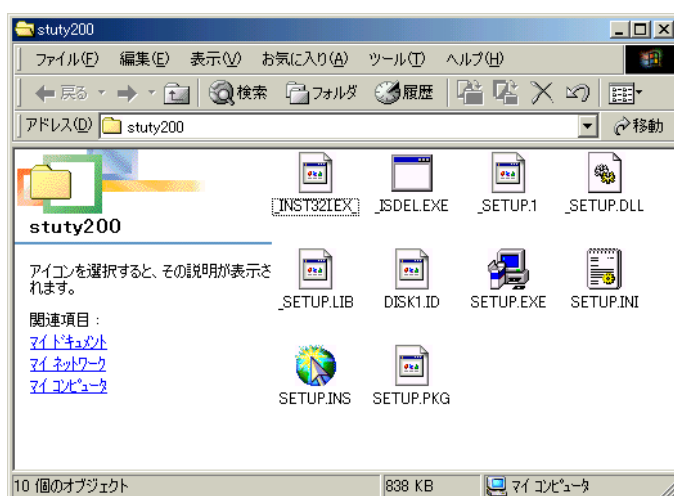 stuty200
ファイル(F) 編集(E) 表示(V) お気に入り(A) ツール(T) ヘルプ(H)
戻る 検索 フォルダ 履歴
アドレス(D) stuty200 移動
_INST32I.EX_ _ISDEL.EXE _SETUP.1 _SETUP.DLL
stuty200
アイコンを選択すると、その説明が表示さ
れます。
_SETUP.LIB DISK1.ID SETUP.EXE SETUP.INI
関連項目:
マイ ドキュメント
マイ ネットワーク
マイ コンピュータ
SETUP.INS SETUP.PKG
10 個のオブジェクト 838 KB マイ コンピュータ